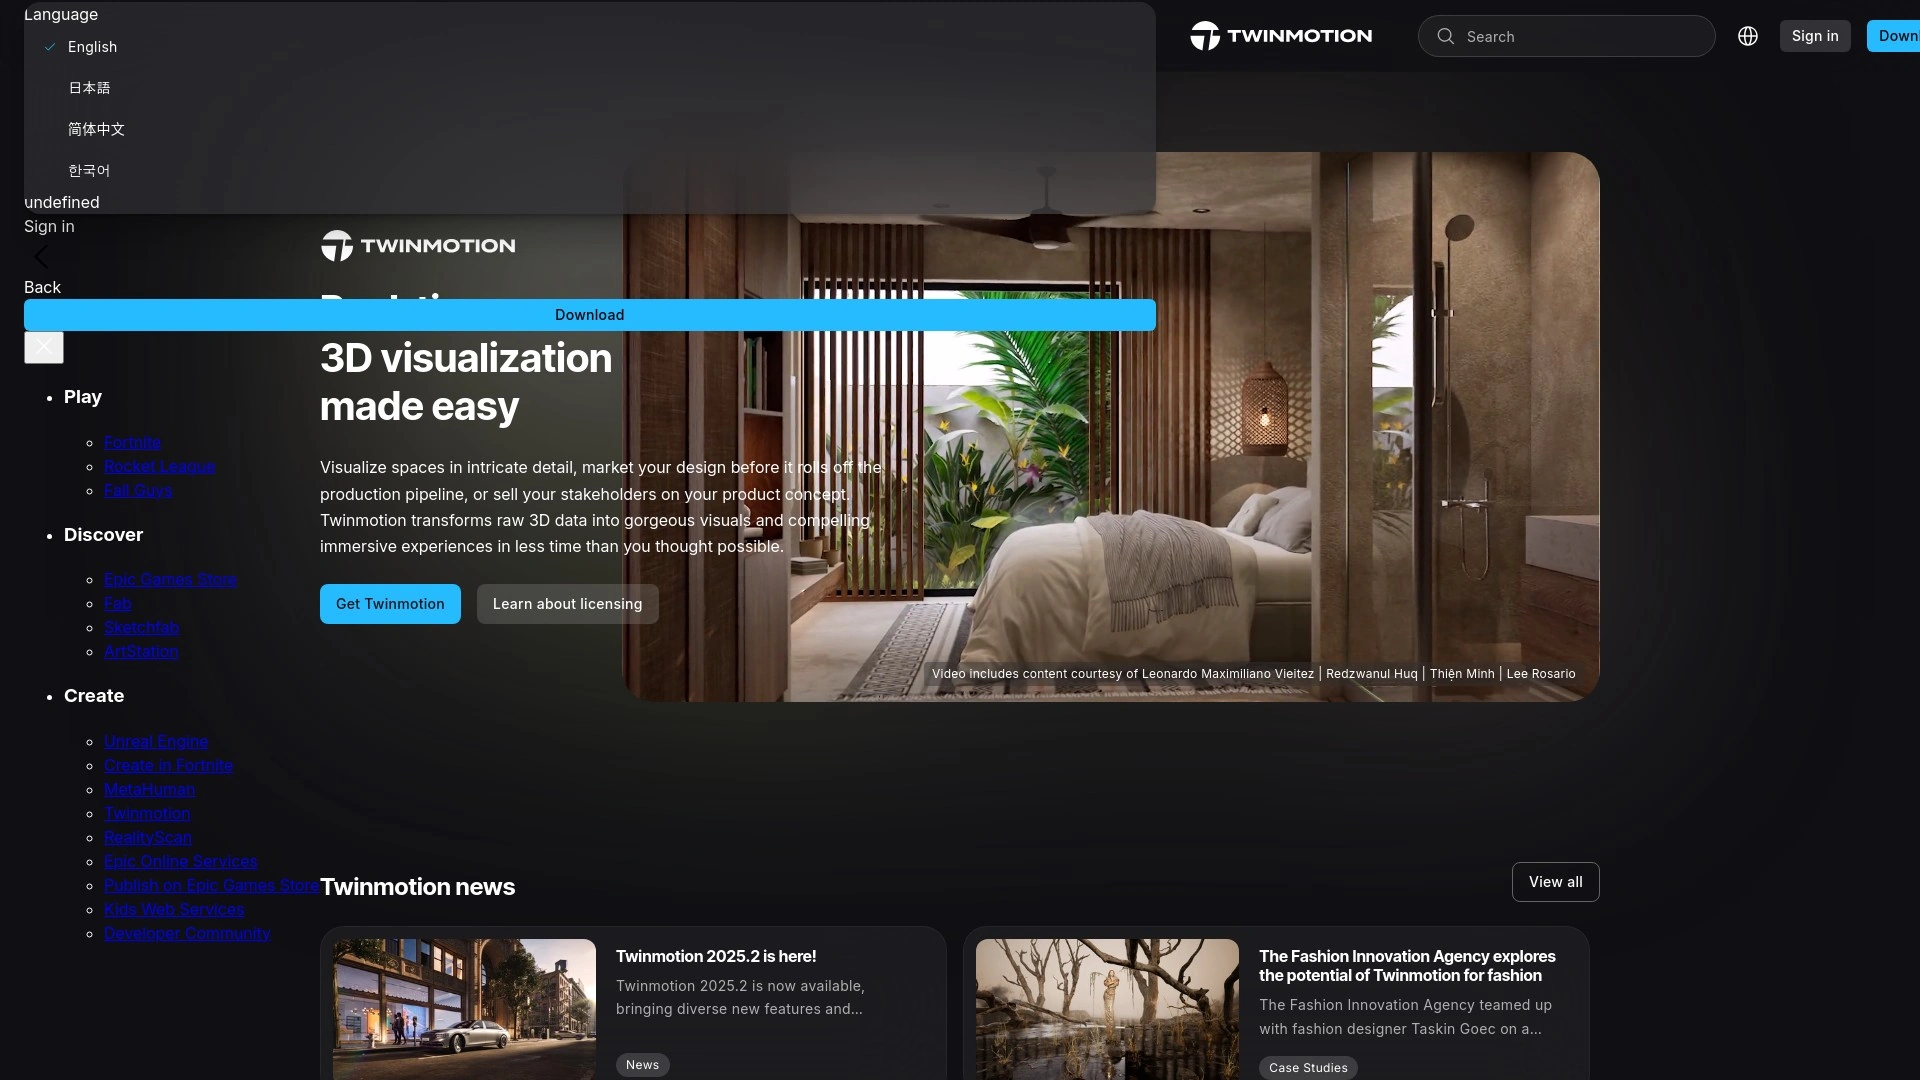 Language
English
日本語
简体中文
한국어
undefined
Sign in
Back
Download
Play
Fortnite
Rocket League
Fall Guys
Discover
Epic Games Store
Fab
Sketchfab
ArtStation
Create
Unreal Engine
Create in Fortnite
MetaHuman
Twinmotion
RealityScan
Epic Online Services
Publish on Epic Games Store
Kids Web Services
Developer Community
TWINMOTION
Search
Sign in
TWINMOTION
3D visualization
made easy
Visualize spaces in intricate detail, market your design before it rolls off the
production pipeline, or sell your stakeholders on your product concept.
Twinmotion transforms raw 3D data into gorgeous visuals and compelling
immersive experiences in less time than you thought possible.
Get Twinmotion
Learn about licensing
Video includes content courtesy of Leonardo Maximiliano Vieitez | Redzwanul Huq | Thiện Minh | Lee Rosario
Twinmotion news
View all
Twinmotion 2025.2 is here!
Twinmotion 2025.2 is now available,
bringing diverse new features and...
News
The Fashion Innovation Agency explores
the potential of Twinmotion for fashion
The Fashion Innovation Agency teamed up
with fashion designer Taskin Goec on a...
Case Studies